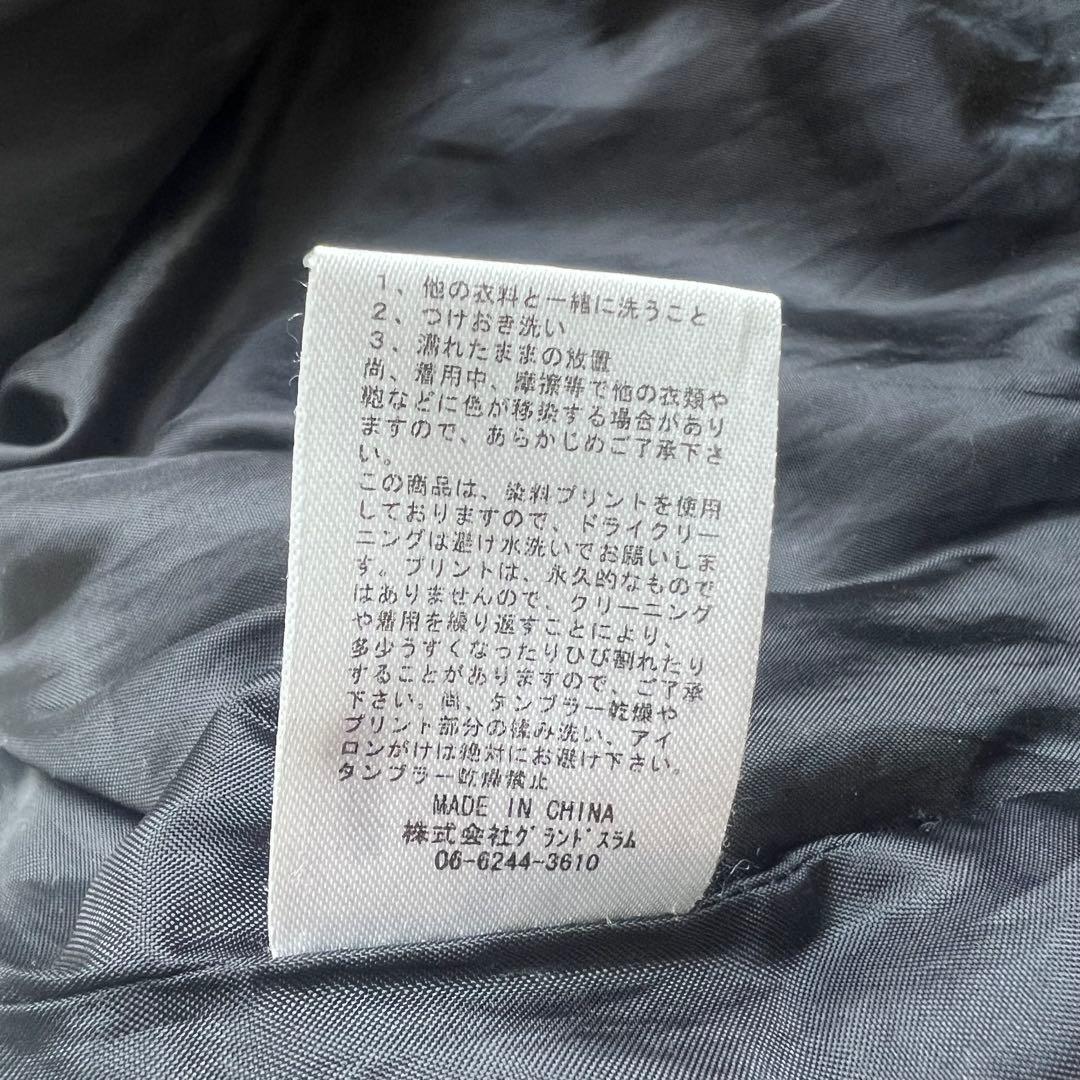 1、他の衣料と一緒に洗うこと
2、つけおき洗い
3、濡れたままの放置
尚、着用中、摩擦等で他の衣類や
鞄などに色が移染する場合があり
ますので、あらかじめご了承下さ
い。
この商品は、染料プリントを使用
しておりますので、ドライクリー
ニングは避け水洗いでお願いしま
す。プリントは、永久的なもので
はありませんので、クリーニング
や着用を繰り返すことにより、
多少うすくなったりひび割れたり
することがありますので、ご了承
下さい。尚、タンブラー乾燥や
プリント部分の揉み洗い、アイ
ロンがけは絶対にお避け下さい。
タンブラー乾燥禁止
MADE IN CHINA
株式会社グランドスラム
06-6244-3610